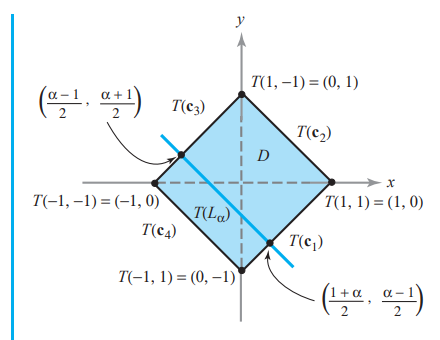 y
T(1, −1) = (0, 1)
(α − 1 / 2 , α + 1 / 2)
T(c₃)
T(c₂)
D
x
T(−1, −1) = (−1, 0)
T(1, 1) = (1, 0)
T(Lα)
T(c₄)
T(c₁)
T(−1, 1) = (0, −1)
(1 + α / 2 , α − 1 / 2)